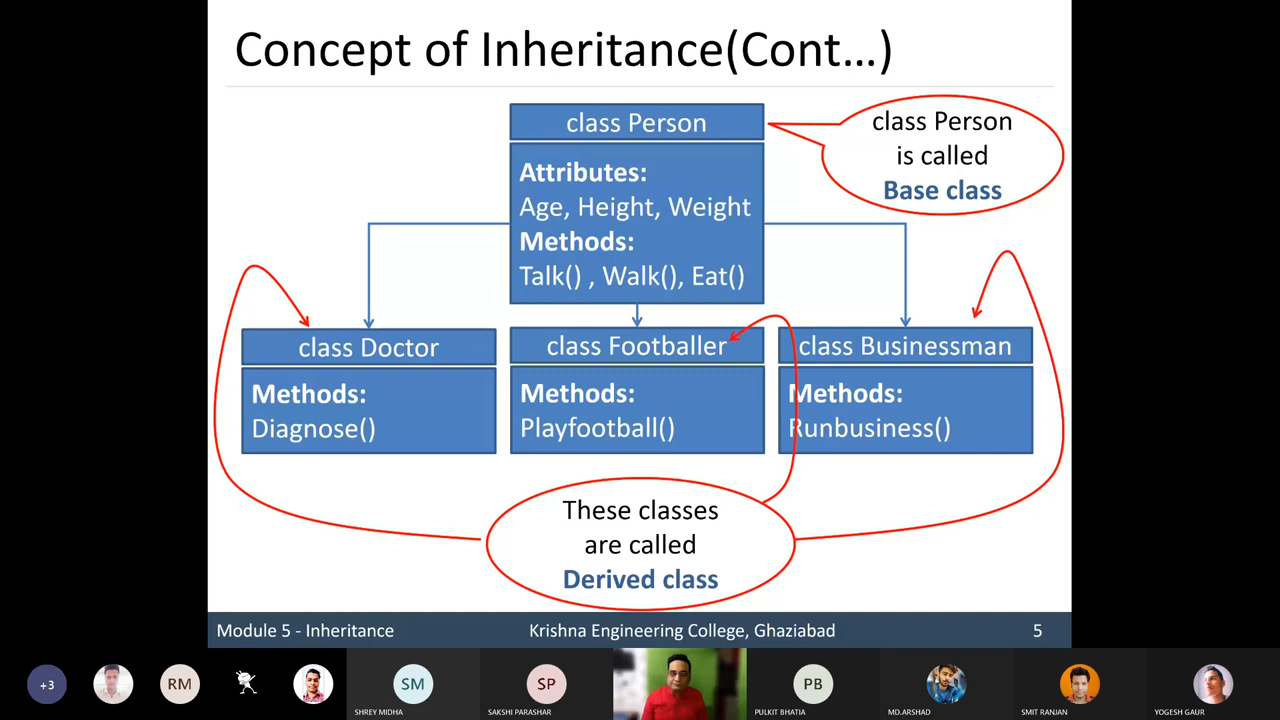 Concept of Inheritance(Cont...)
class Person
Attributes:
Age, Height, Weight
Methods:
Talk() , Walk(), Eat()
class Person
is called
Base class
class Doctor
Methods:
Diagnose()
class Footballer
Methods:
Playfootball()
class Businessman
Methods:
Runbusiness()
These classes
are called
Derived class
Module 5 - Inheritance
Krishna Engineering College, Ghaziabad
5
+3
RM
SM
SHREY MIDHA
SP
SAKSHI PARASHAR
PB
PULKIT BHATIA
MD.ARSHAD
SMIT RANJAN
YOGESH GAUR